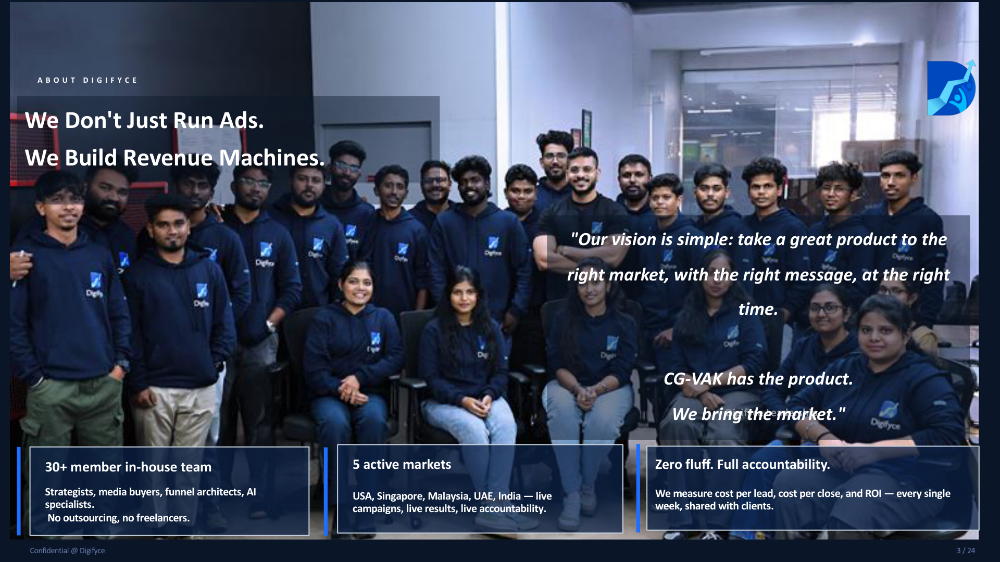 ABOUT DIGIFYCE
We Don't Just Run Ads.
We Build Revenue Machines.
"Our vision is simple: take a great product to the
right market, with the right message, at the right
time.
CG-VAK has the product.
We bring the market."
Digifyce
Digifyce
Digifyce
30+ member in-house team
Strategists, media buyers, funnel architects, AI
specialists.
No outsourcing, no freelancers.
5 active markets
USA, Singapore, Malaysia, UAE, India — live
campaigns, live results, live accountability.
Zero fluff. Full accountability.
We measure cost per lead, cost per close, and ROI — every single
week, shared with clients.
Confidential @ Digifyce
3 / 24